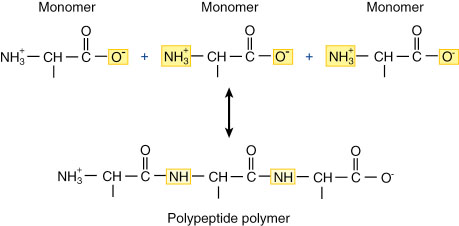 Monomer Monomer Monomer
O O O
NH₃⁺ CH C O⁻ + NH₃⁺ CH C O⁻ + NH₃⁺ CH C O⁻
O O O
NH₃⁺ CH C NH CH C NH CH C O⁻
Polypeptide polymer